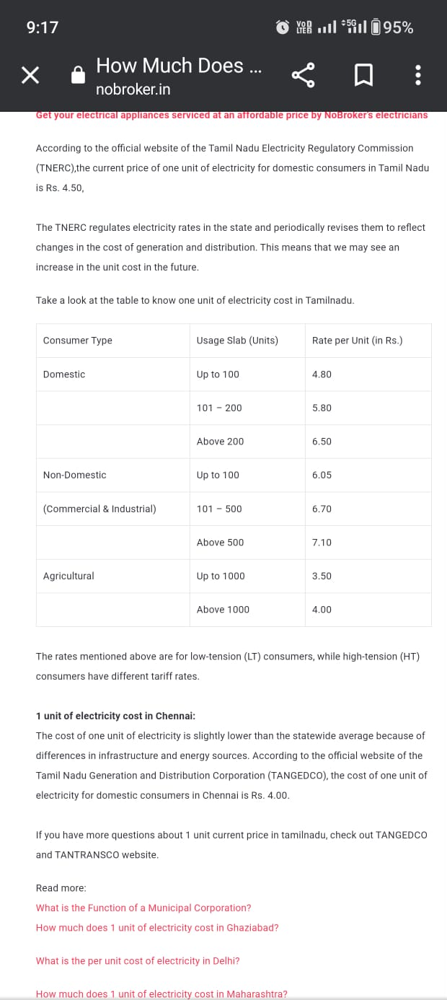 9:17
VoD LTE 5G 95%
How Much Does ...
nobroker.in
Get your electrical appliances serviced at an affordable price by NoBroker's electricians
According to the official website of the Tamil Nadu Electricity Regulatory Commission
(TNERC),the current price of one unit of electricity for domestic consumers in Tamil Nadu
is Rs. 4.50,
The TNERC regulates electricity rates in the state and periodically revises them to reflect
changes in the cost of generation and distribution. This means that we may see an
increase in the unit cost in the future.
Take a look at the table to know one unit of electricity cost in Tamilnadu.
Consumer Type Usage Slab (Units) Rate per Unit (in Rs.)
Domestic Up to 100 4.80
101 – 200 5.80
Above 200 6.50
Non-Domestic Up to 100 6.05
(Commercial & Industrial) 101 – 500 6.70
Above 500 7.10
Agricultural Up to 1000 3.50
Above 1000 4.00
The rates mentioned above are for low-tension (LT) consumers, while high-tension (HT)
consumers have different tariff rates.
1 unit of electricity cost in Chennai:
The cost of one unit of electricity is slightly lower than the statewide average because of
differences in infrastructure and energy sources. According to the official website of the
Tamil Nadu Generation and Distribution Corporation (TANGEDCO), the cost of one unit of
electricity for domestic consumers in Chennai is Rs. 4.00.
If you have more questions about 1 unit current price in tamilnadu, check out TANGEDCO
and TANTRANSCO website.
Read more:
What is the Function of a Municipal Corporation?
How much does 1 unit of electricity cost in Ghaziabad?
What is the per unit cost of electricity in Delhi?
How much does 1 unit of electricity cost in Maharashtra?